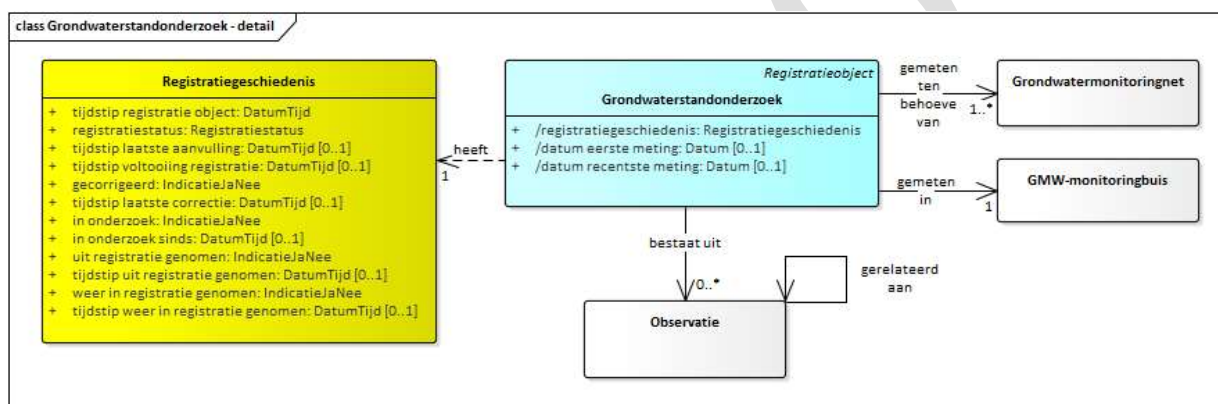 class Grondwaterstandonderzoek - detail
Registratiegeschiedenis
+ tijdstip registratie object: DatumTijd
+ registratiestatus: Registratiestatus
+ tijdstip laatste aanvulling: DatumTijd [0..1]
+ tijdstip voltooiing registratie: DatumTijd [0..1]
+ gecorrigeerd: IndicatieJaNee
+ tijdstip laatste correctie: DatumTijd [0..1]
+ in onderzoek: IndicatieJaNee
+ in onderzoek sinds: DatumTijd [0..1]
+ uit registratie genomen: IndicatieJaNee
+ tijdstip uit registratie genomen: DatumTijd [0..1]
+ weer in registratie genomen: IndicatieJaNee
+ tijdstip weer in registratie genomen: DatumTijd [0..1]
heeft
1
Registratieobject
Grondwaterstandonderzoek
+ /registratiegeschiedenis: Registratiegeschiedenis
+ /datum eerste meting: Datum [0..1]
+ /datum recentste meting: Datum [0..1]
gemeten
ten
behoeve
van
1..*
Grondwatermonitoringnet
gemeten
in
1
GMW-monitoringbuis
bestaat uit
0..*
gerelateerd
aan
Observatie